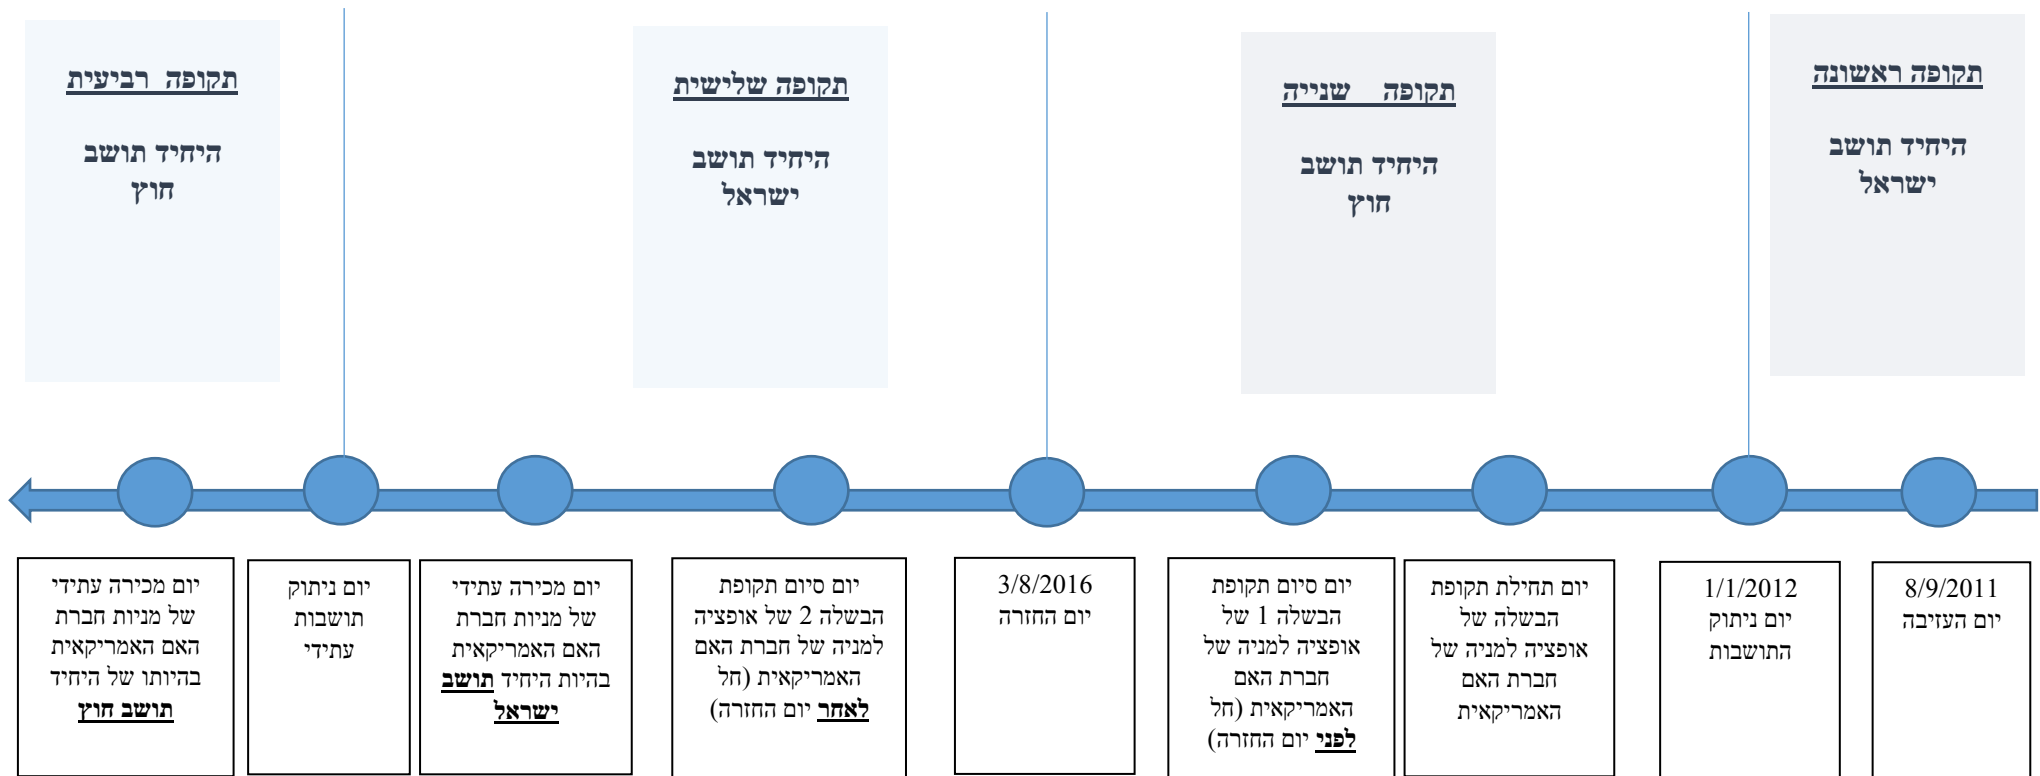 תקופה ראשונה
היחיד תושב
ישראל
תקופה שנייה
היחיד תושב
חוץ
תקופה שלישית
היחיד תושב
ישראל
תקופה רביעית
היחיד תושב
חוץ
8/9/2011
יום העזיבה
1/1/2012
יום ניתוק
התושבות
יום תחילת תקופת
הבשלה של
אופציה למניה של
חברת האם
האמריקאית
יום סיום תקופת
הבשלה 1 של
אופציה למניה של
חברת האם
האמריקאית (חל
לפני יום החזרה)
3/8/2016
יום החזרה
יום סיום תקופת
הבשלה 2 של אופציה
למניה של חברת האם
האמריקאית (חל
לאחר יום החזרה)
יום מכירה עתידי
של מניות חברת
האם האמריקאית
בהיות היחיד תושב
ישראל
יום ניתוק
תושבות
עתידי
יום מכירה עתידי
של מניות חברת
האם האמריקאית
בהיותו של היחיד
תושב חוץ